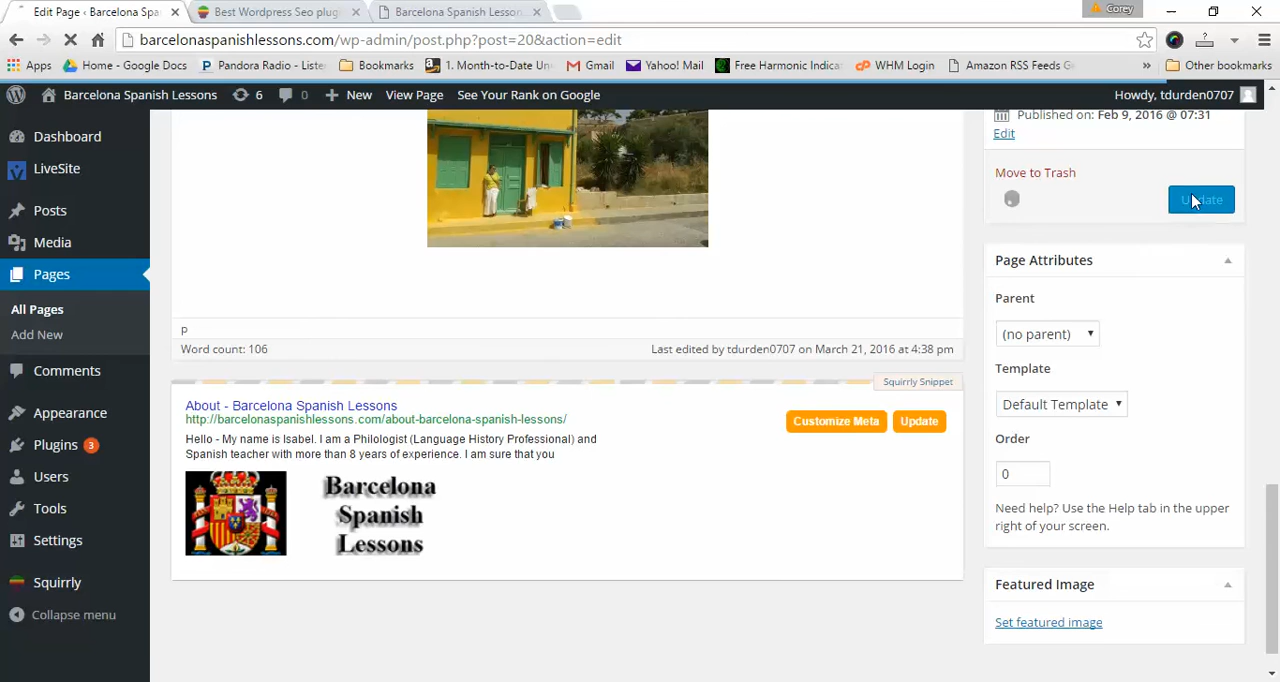 Edit Page ‹ Barcelona Spa
Best Wordpress Seo plug
Barcelona Spanish Lesson
Corey
barcelonaspanishlessons.com/wp-admin/post.php?post=20&action=edit
Apps
Home - Google Docs
Pandora Radio - Liste
Bookmarks
1. Month-to-Date Un
Gmail
Yahoo! Mail
Free Harmonic Indica
WHM Login
Amazon RSS Feeds G
Other bookmarks
Barcelona Spanish Lessons
6
0
New
View Page
See Your Rank on Google
Howdy, tdurden0707
Dashboard
LiveSite
Posts
Media
Pages
All Pages
Add New
Comments
Appearance
Plugins 3
Users
Tools
Settings
Squirrly
Collapse menu
P
Word count: 106
Last edited by tdurden0707 on March 21, 2016 at 4:38 pm
Squirrly Snippet
About - Barcelona Spanish Lessons
http://barcelonaspanishlessons.com/about-barcelona-spanish-lessons/
Customize Meta
Update
Hello - My name is Isabel. I am a Philologist (Language History Professional) and
Spanish teacher with more than 8 years of experience. I am sure that you
Barcelona
Spanish
Lessons
Published on: Feb 9, 2016 @ 07:31
Edit
Move to Trash
Update
Page Attributes
Parent
(no parent)
Template
Default Template
Order
0
Need help? Use the Help tab in the upper
right of your screen.
Featured Image
Set featured image